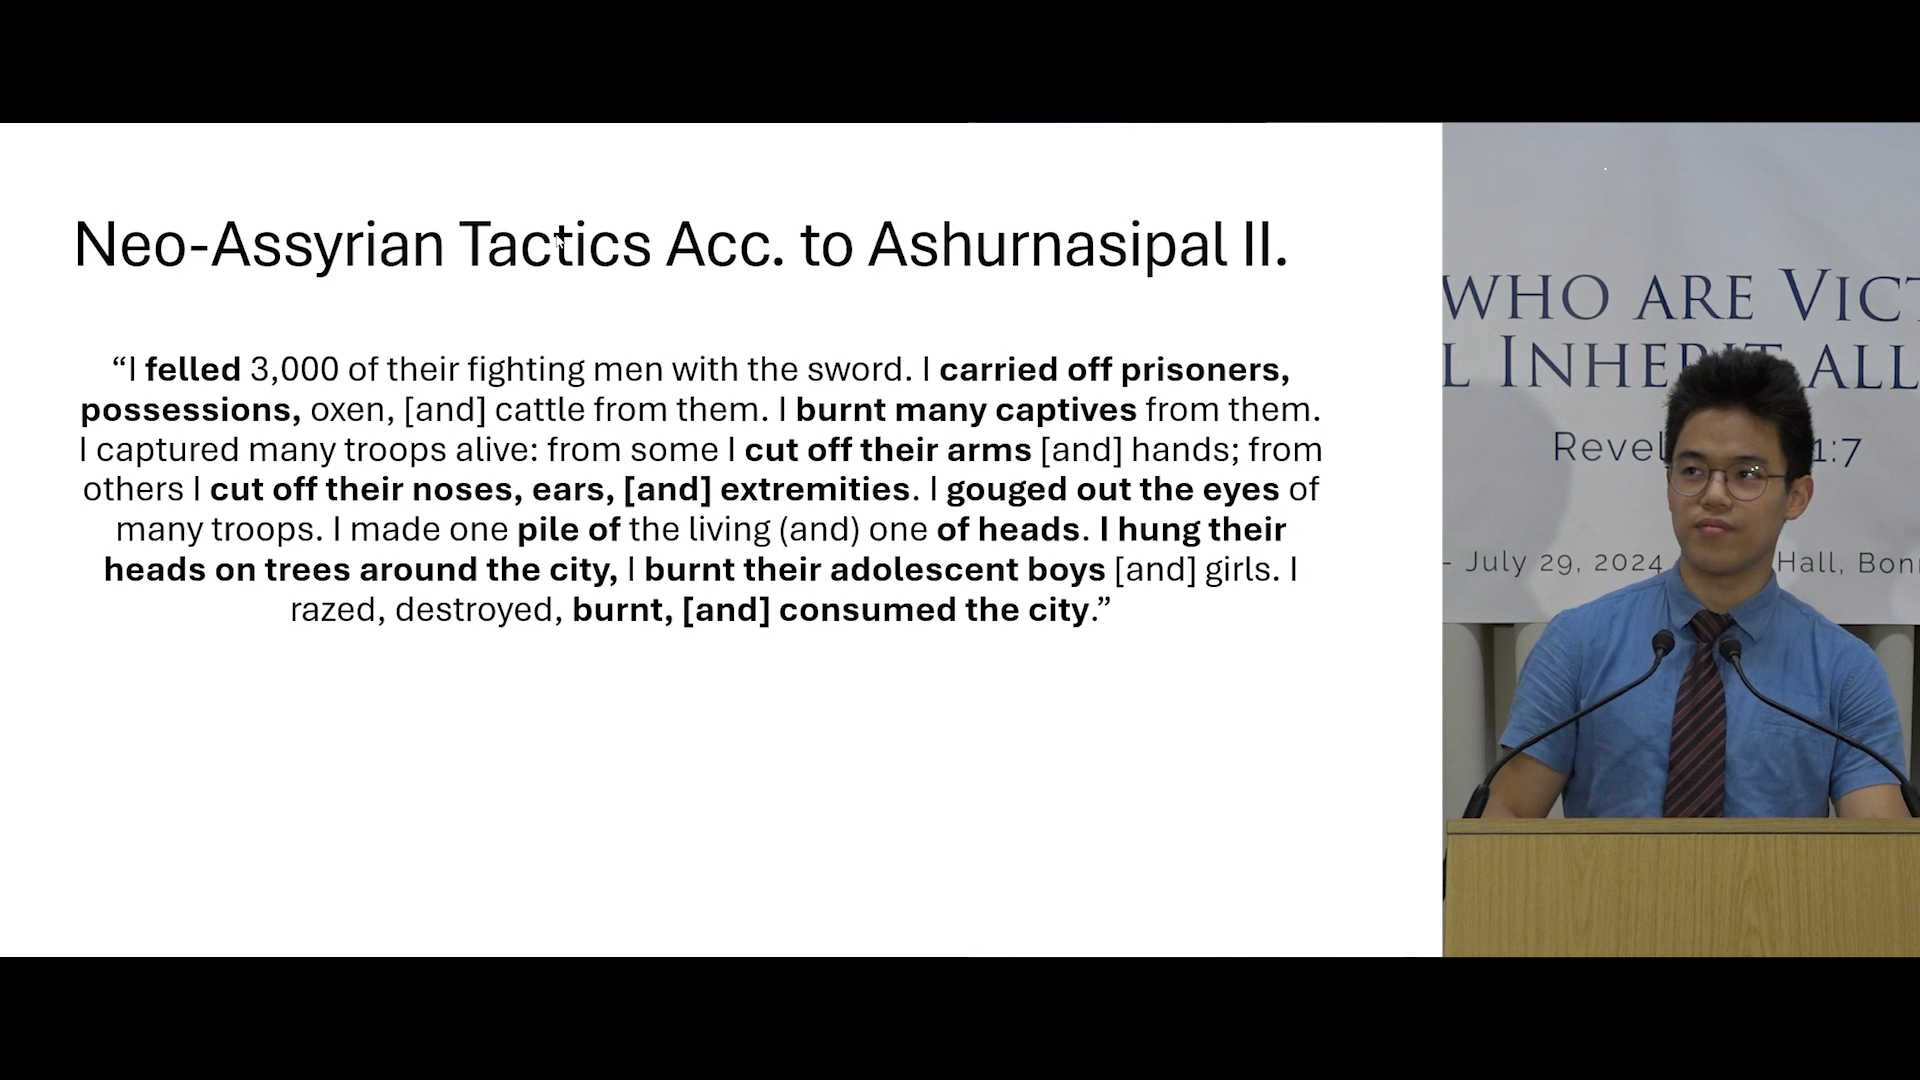 Neo-Assyrian Tactics Acc. to Ashurnasipal II.
“I felled 3,000 of their fighting men with the sword. I carried off prisoners,
possessions, oxen, [and] cattle from them. I burnt many captives from them.
I captured many troops alive: from some I cut off their arms [and] hands; from
others I cut off their noses, ears, [and] extremities. I gouged out the eyes of
many troops. I made one pile of the living (and) one of heads. I hung their
heads on trees around the city, I burnt their adolescent boys [and] girls. I
razed, destroyed, burnt, [and] consumed the city.”
WHO ARE VICT
L INHERIT ALL
Revel 1:7
- July 29, 2024 Hall, Bonn